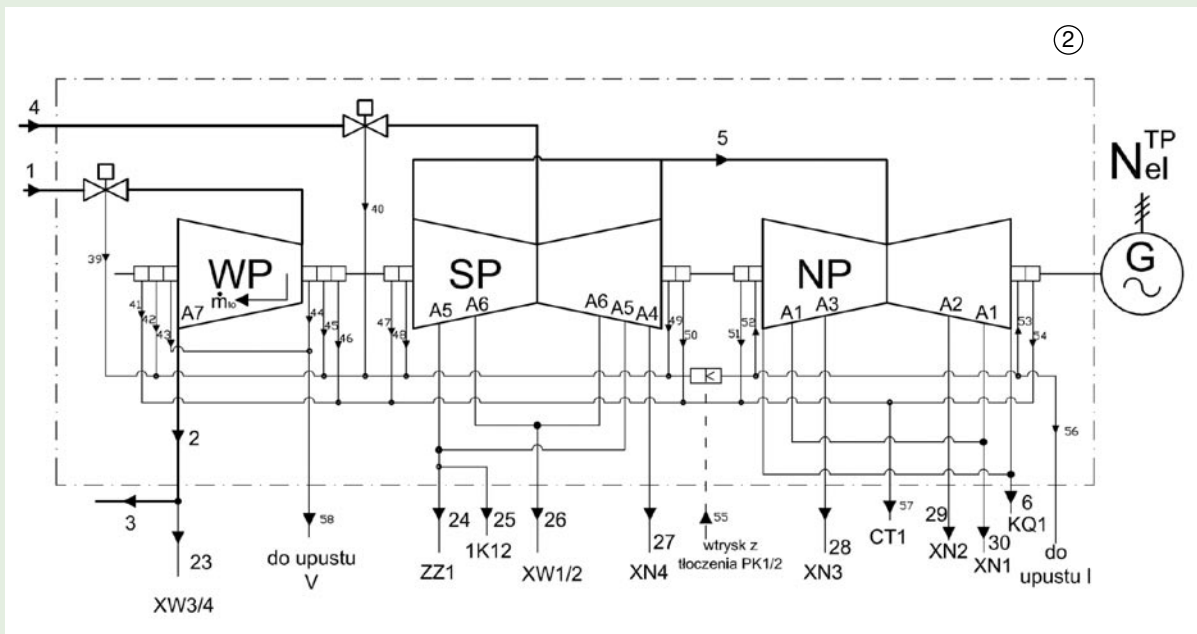 ②
4
5
N TP el
1
40
39
WP
SP
NP
G
ṁto
41
42
43
44
45
46
47
48
49
50
51
52
53
54
A7
A5
A6
A6
A5
A4
A1
A3
A2
A1
56
2
3
58
24
25
26
55
27
28
57
29
30
6
KQ1
23
do upustu
V
ZZ1
1K12
XW1/2
XN4
wtrysk z
tłoczenia PK1/2
XN3
CT1
XN2
XN1
do
upustu I
XW3/4